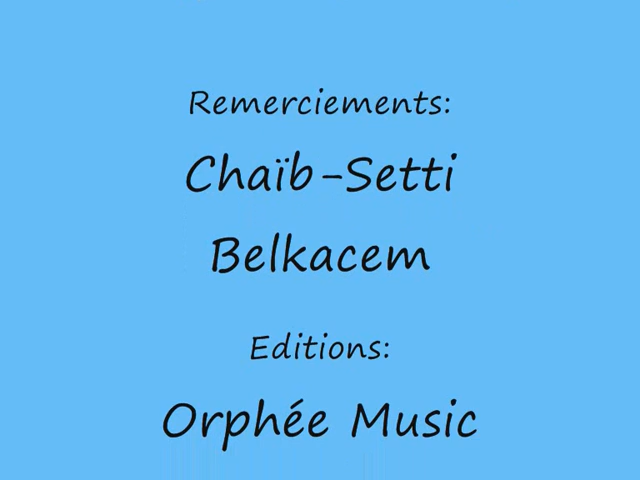 Remerciements:
Chaïb-Setti
Belkacem
Editions:
Orphée Music